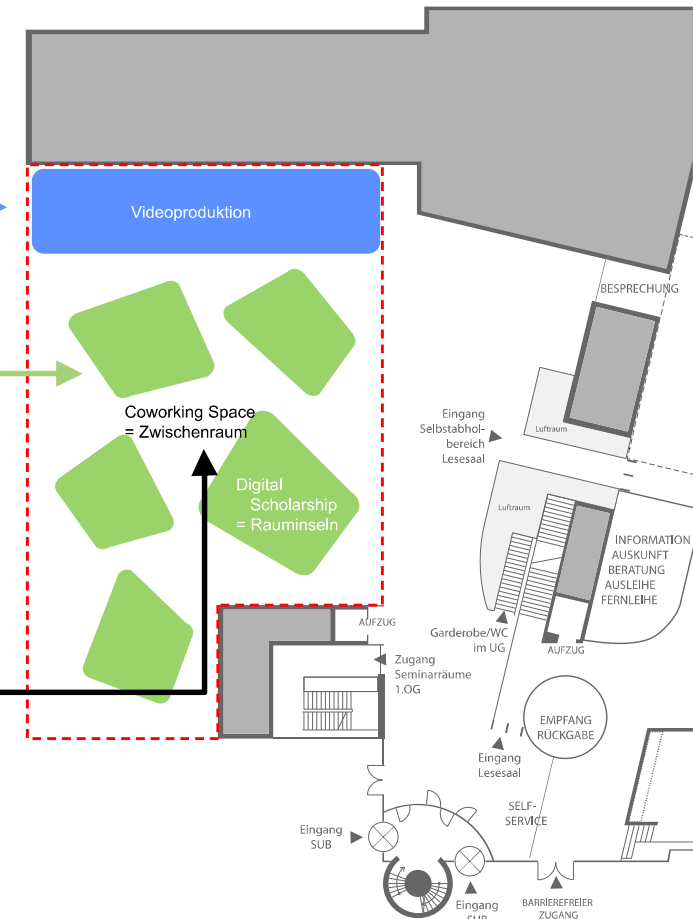 Videoproduktion
BESPRECHUNG
Coworking Space
= Zwischenraum
Eingang
Selbstabhol-
bereich
Lesesaal
Luftraum
Digital
Scholarship
= Rauminseln
Luftraum
INFORMATION
AUSKUNFT
BERATUNG
AUSLEIHE
FERNLEIHE
AUFZUG
Garderobe/WC
im UG
AUFZUG
Zugang
Seminarräume
1.OG
EMPFANG
RÜCKGABE
Eingang
Lesesaal
SELF-
SERVICE
Eingang
SUB
Eingang
SUB
BARRIEREFREIER
ZUGANG